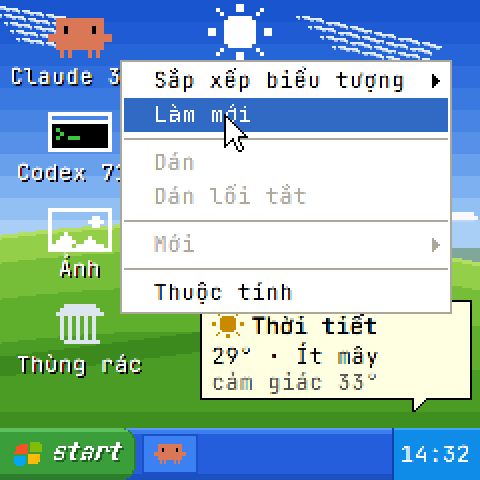 Claude 3
Sắp xếp biểu tượng
Làm mới
Codex 7
Dán
Dán lối tắt
Mới
Ảnh
Thuộc tính
Thời tiết
29° · Ít mây
cảm giác 33°
Thùng rác
start
14:32